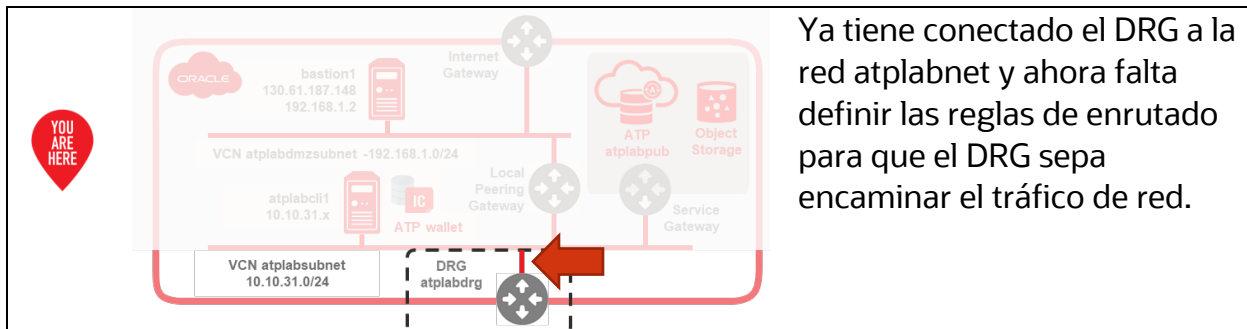 YOU
ARE
HERE
ORACLE
bastion1
130.61.187.148
192.168.1.2
Internet
Gateway
ATP
atplabpub
Object
Storage
VCN atplabdmzsubnet -192.168.1.0/24
atplabcli1
10.10.31.x
IC
ATP wallet
Local
Peering
Gateway
Service
Gateway
VCN atplabsubnet
10.10.31.0/24
DRG
atplabdrg
Ya tiene conectado el DRG a la
red atplabnet y ahora falta
definir las reglas de enrutado
para que el DRG sepa
encaminar el tráfico de red.